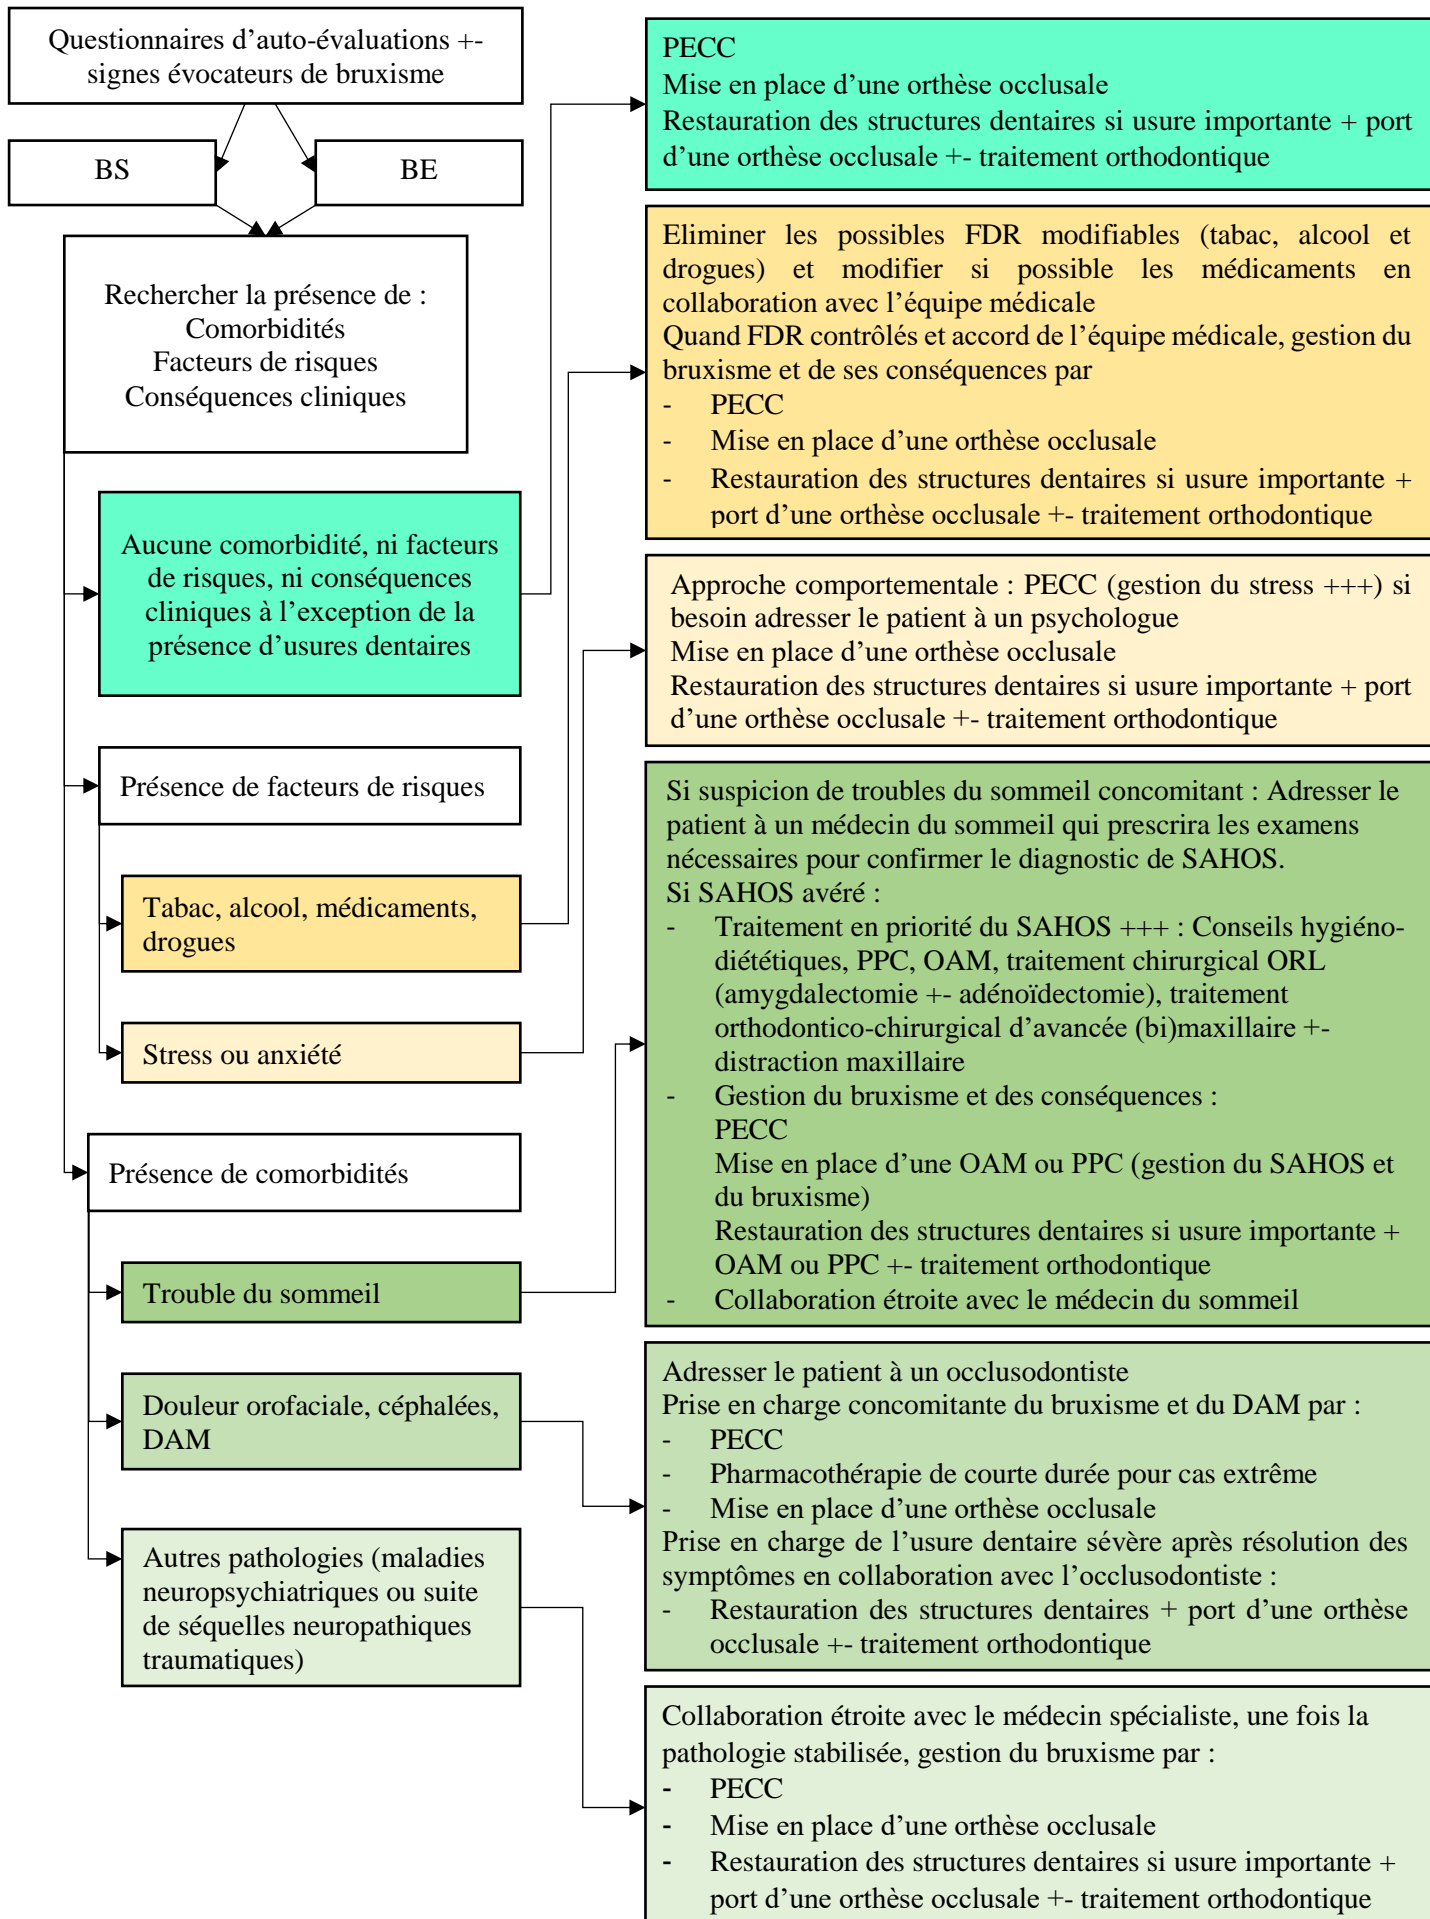 Questionnaires d’auto-évaluations +-
signes évocateurs de bruxisme
BS
BE
Rechercher la présence de :
Comorbidités
Facteurs de risques
Conséquences cliniques
Aucune comorbidité, ni facteurs
de risques, ni conséquences
cliniques à l’exception de la
présence d’usures dentaires
Présence de facteurs de risques
Tabac, alcool, médicaments,
drogues
Stress ou anxiété
Présence de comorbidités
Trouble du sommeil
Douleur orofaciale, céphalées,
DAM
Autres pathologies (maladies
neuropsychiatriques ou suite
de séquelles neuropathiques
traumatiques)
PECC
Mise en place d’une orthèse occlusale
Restauration des structures dentaires si usure importante + port
d’une orthèse occlusale +- traitement orthodontique
Eliminer les possibles FDR modifiables (tabac, alcool et
drogues) et modifier si possible les médicaments en
collaboration avec l’équipe médicale
Quand FDR contrôlés et accord de l’équipe médicale, gestion du
bruxisme et de ses conséquences par
- PECC
- Mise en place d’une orthèse occlusale
- Restauration des structures dentaires si usure importante +
port d’une orthèse occlusale +- traitement orthodontique
Approche comportementale : PECC (gestion du stress +++) si
besoin adresser le patient à un psychologue
Mise en place d’une orthèse occlusale
Restauration des structures dentaires si usure importante + port
d’une orthèse occlusale +- traitement orthodontique
Si suspicion de troubles du sommeil concomitant : Adresser le
patient à un médecin du sommeil qui prescrira les examens
nécessaires pour confirmer le diagnostic de SAHOS.
Si SAHOS avéré :
- Traitement en priorité du SAHOS +++ : Conseils hygiéno-
diététiques, PPC, OAM, traitement chirurgical ORL
(amygdalectomie +- adénoïdectomie), traitement
orthodontico-chirurgical d’avancée (bi)maxillaire +-
distraction maxillaire
- Gestion du bruxisme et des conséquences :
PECC
Mise en place d’une OAM ou PPC (gestion du SAHOS et
du bruxisme)
Restauration des structures dentaires si usure importante +
OAM ou PPC +- traitement orthodontique
- Collaboration étroite avec le médecin du sommeil
Adresser le patient à un occlusodontiste
Prise en charge concomitante du bruxisme et du DAM par :
- PECC
- Pharmacothérapie de courte durée pour cas extrême
- Mise en place d’une orthèse occlusale
Prise en charge de l’usure dentaire sévère après résolution des
symptômes en collaboration avec l’occlusodontiste :
- Restauration des structures dentaires + port d’une orthèse
occlusale +- traitement orthodontique
Collaboration étroite avec le médecin spécialiste, une fois la
pathologie stabilisée, gestion du bruxisme par :
- PECC
- Mise en place d’une orthèse occlusale
- Restauration des structures dentaires si usure importante +
port d’une orthèse occlusale +- traitement orthodontique